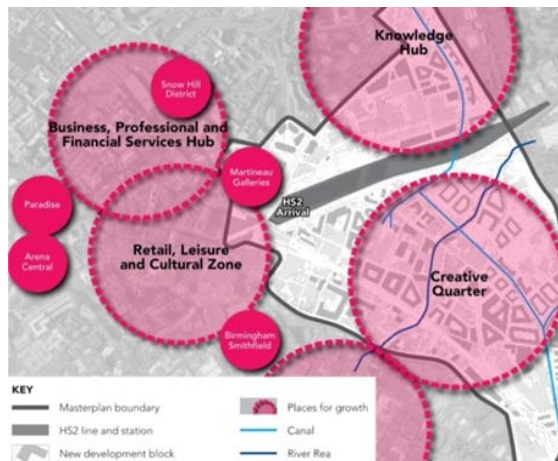 Knowledge
Hub
Snow Hill
District
Business, Professional and
Financial Services Hub
Martineau
Galleries
Paradise
HS2
Arrival
Arena
Central
Retail, Leisure
and Cultural Zone
Creative
Quarter
Birmingham
Smithfield
KEY
Masterplan boundary
HS2 line and station
New development block
Places for growth
Canal
River Rea